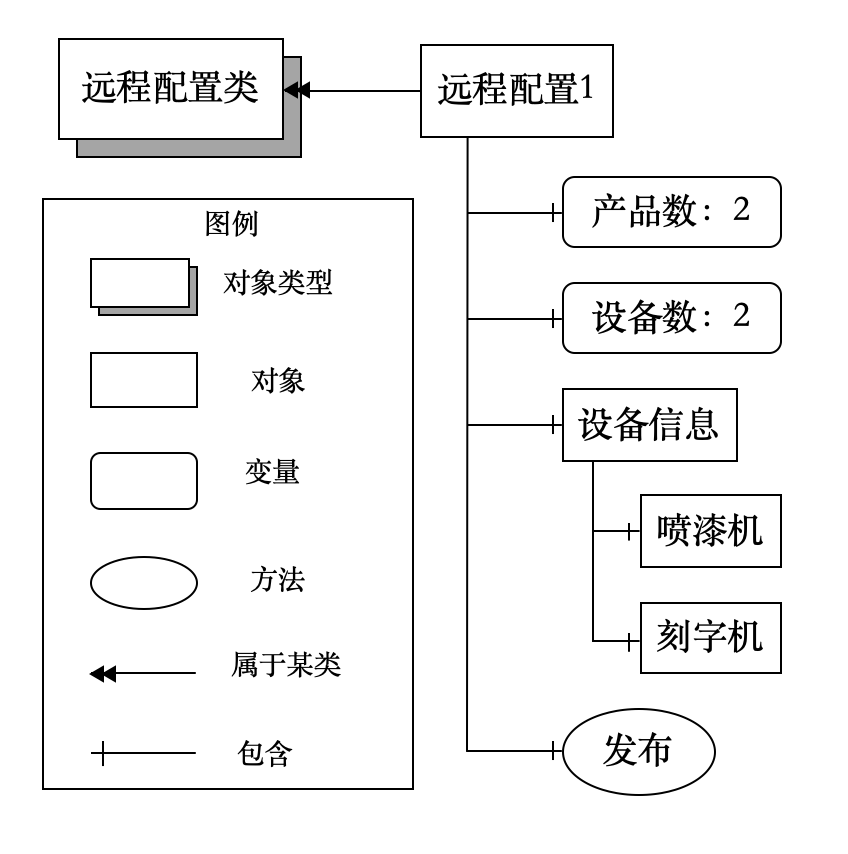 远程配置类
远程配置1
产品数：2
设备数：2
设备信息
喷漆机
刻字机
发布
图例
对象类型
对象
变量
方法
属于某类
包含